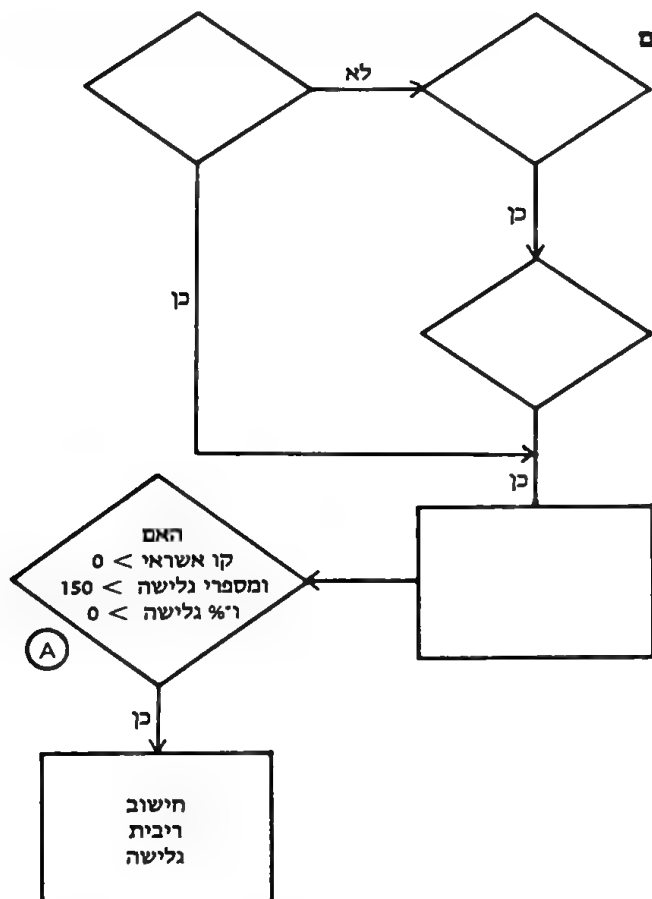 ם
לא
כן
כן
כן
האם
קו אשראי > 0
ומספרי גלישה > 150
ו־% גלישה > 0
A
כן
חישוב
ריבית
גלישה